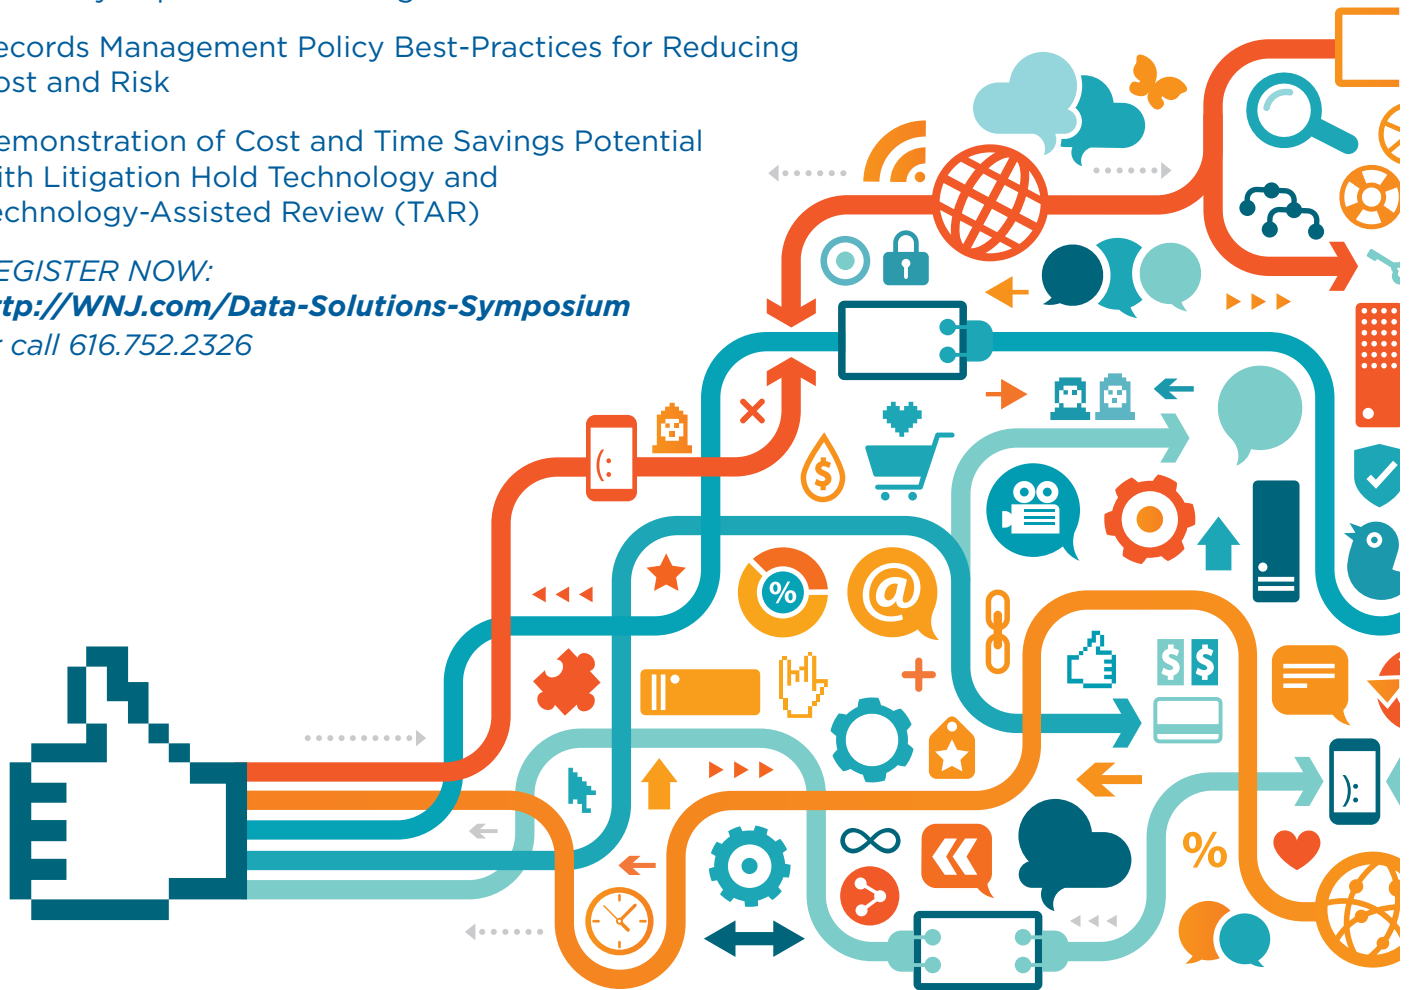 ecords Management Policy Best-Practices for Reducing
ost and Risk
emonstration of Cost and Time Savings Potential
ith Litigation Hold Technology and
echnology-Assisted Review (TAR)
EGISTER NOW:
tp://WNJ.com/Data-Solutions-Symposium
call 616.752.2326
(:
$
%
@
$ $
):
%